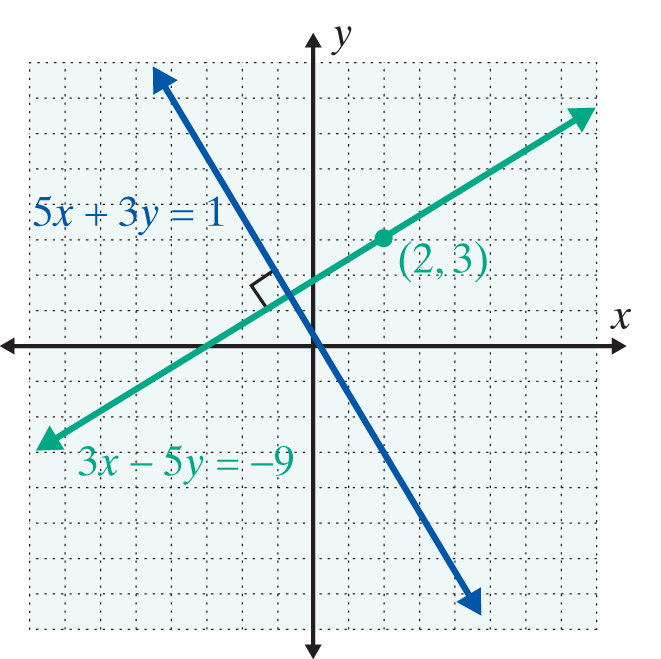 y
5x + 3y = 1
(2, 3)
x
3x − 5y = −9